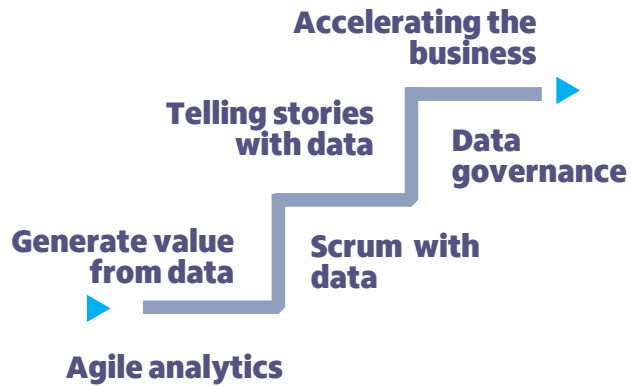 Accelerating the
business
Telling stories
with data
Data
governance
Generate value
from data
Scrum with
data
Agile analytics